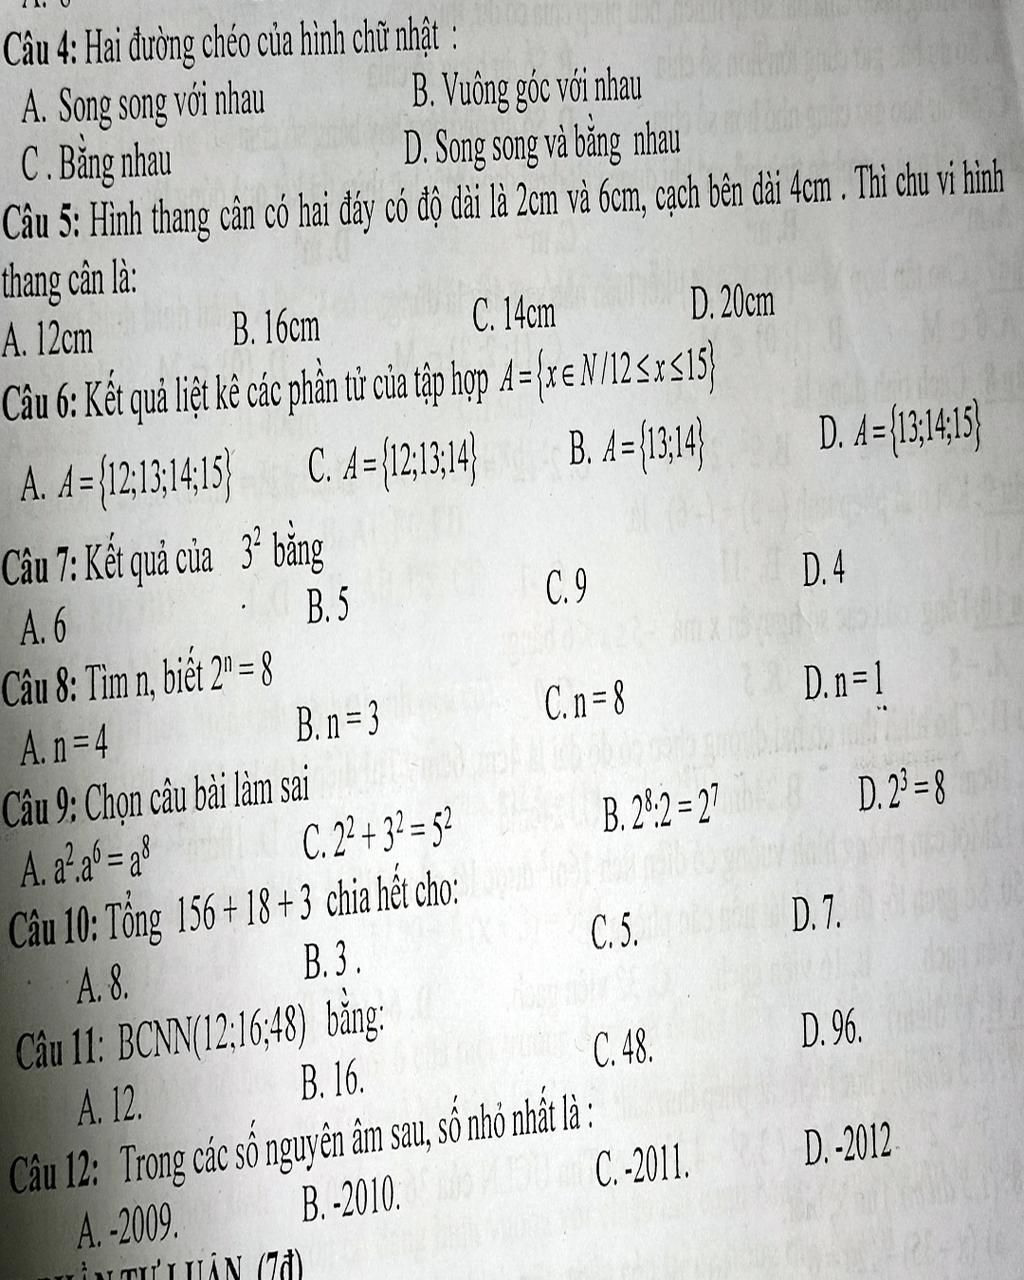 Câu 4: Hai đường chéo của hình chữ nhật :
A. Song song với nhau B. Vuông góc với nhau
C . Bằng nhau D. Song song và bằng nhau
Câu 5: Hình thang cân có hai đáy có độ dài là 2cm và 6cm, cạch bên dài 4cm . Thì chu vi hình
thang cân là:
A. 12cm B. 16cm C. 14cm D. 20cm
Câu 6: Kết quả liệt kê các phần tử của tập hợp A={x∈N/12≤x≤15}
A. A={12;13;14;15} C. A={12;13;14} B. A={13;14} D. A={13;14;15}
Câu 7: Kết quả của 3² bằng
A. 6 B. 5 C. 9 D. 4
Câu 8: Tìm n, biết 2ⁿ = 8
A. n = 4 B. n = 3 C. n = 8 D. n = 1
Câu 9: Chọn câu bài làm sai
A. a².a⁶ = a⁸ C. 2² + 3² = 5² B. 2⁸:2 = 2⁷ D. 2³ = 8
Câu 10: Tổng 156 + 18 + 3 chia hết cho:
A. 8. B. 3 . C. 5. D. 7.
Câu 11: BCNN(12;16;48) bằng:
A. 12. B. 16. C. 48. D. 96.
Câu 12: Trong các số nguyên âm sau, số nhỏ nhất là :
A. -2009. B. -2010. C. -2011. D. -2012
TỰ LUẬN (7đ)